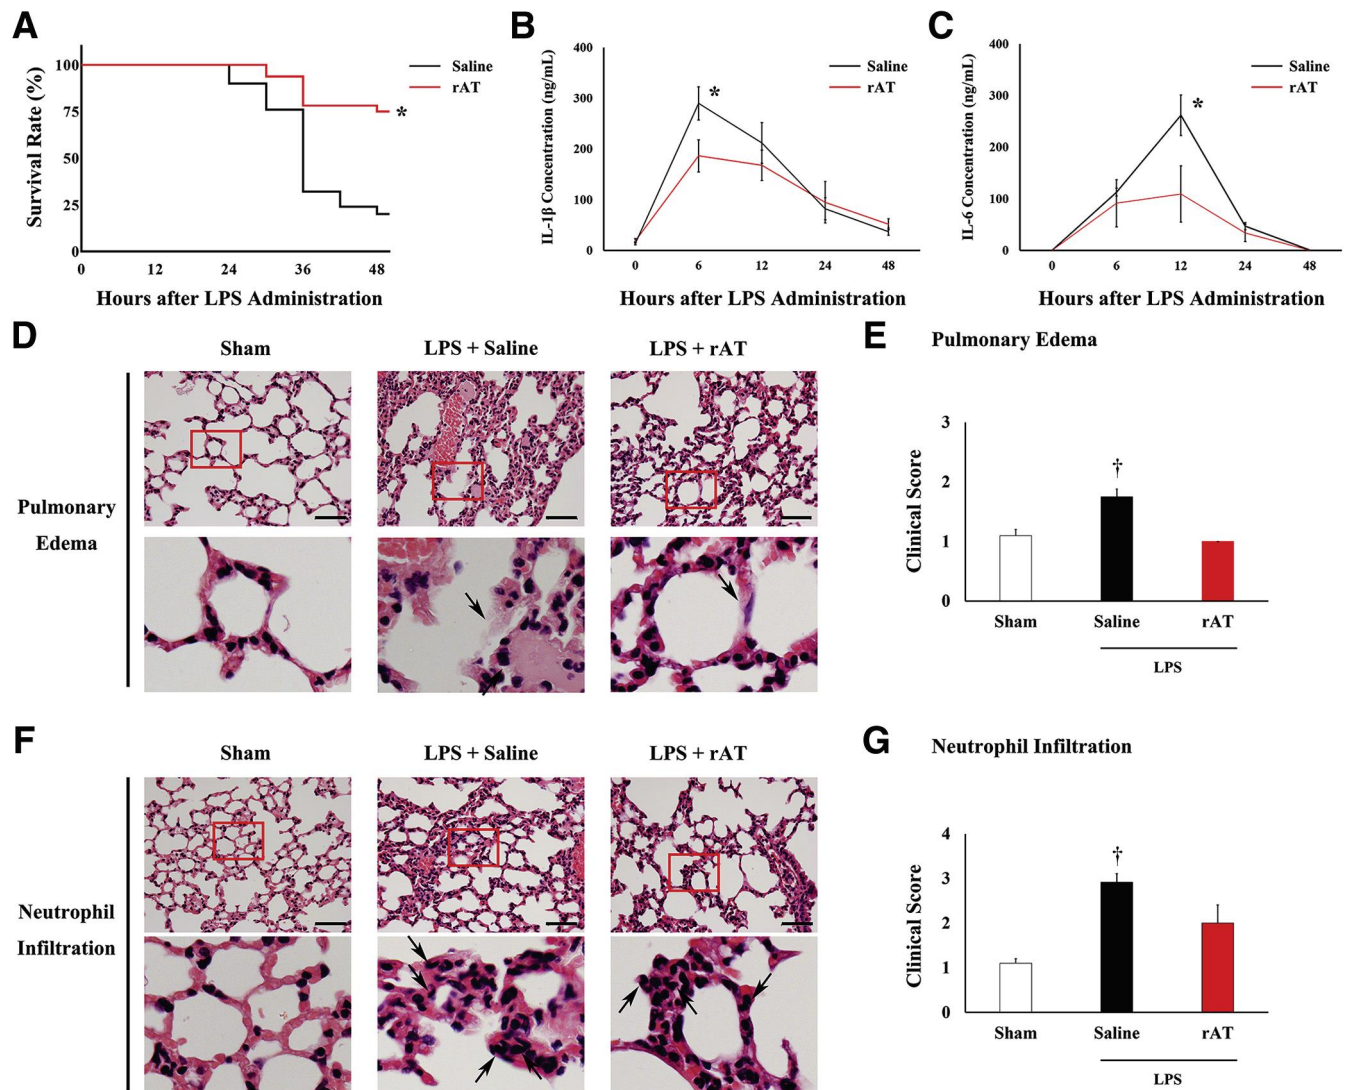 A
Survival Rate (%)
100
75
50
25
0
0 12 24 36 48
Hours after LPS Administration
Saline
rAT
*
B
IL-1β Concentration (ng/mL)
400
300
200
100
0
0 6 12 24 48
Hours after LPS Administration
Saline
rAT
*
C
IL-6 Concentration (ng/mL)
400
300
200
100
0
0 6 12 24 48
Hours after LPS Administration
Saline
rAT
*
D
Sham LPS + Saline LPS + rAT
Pulmonary
Edema
E
Pulmonary Edema
Clinical Score
3
2
1
0
†
Sham Saline rAT
LPS
F
Sham LPS + Saline LPS + rAT
Neutrophil
Infiltration
G
Neutrophil Infiltration
Clinical Score
4
3
2
1
0
†
Sham Saline rAT
LPS